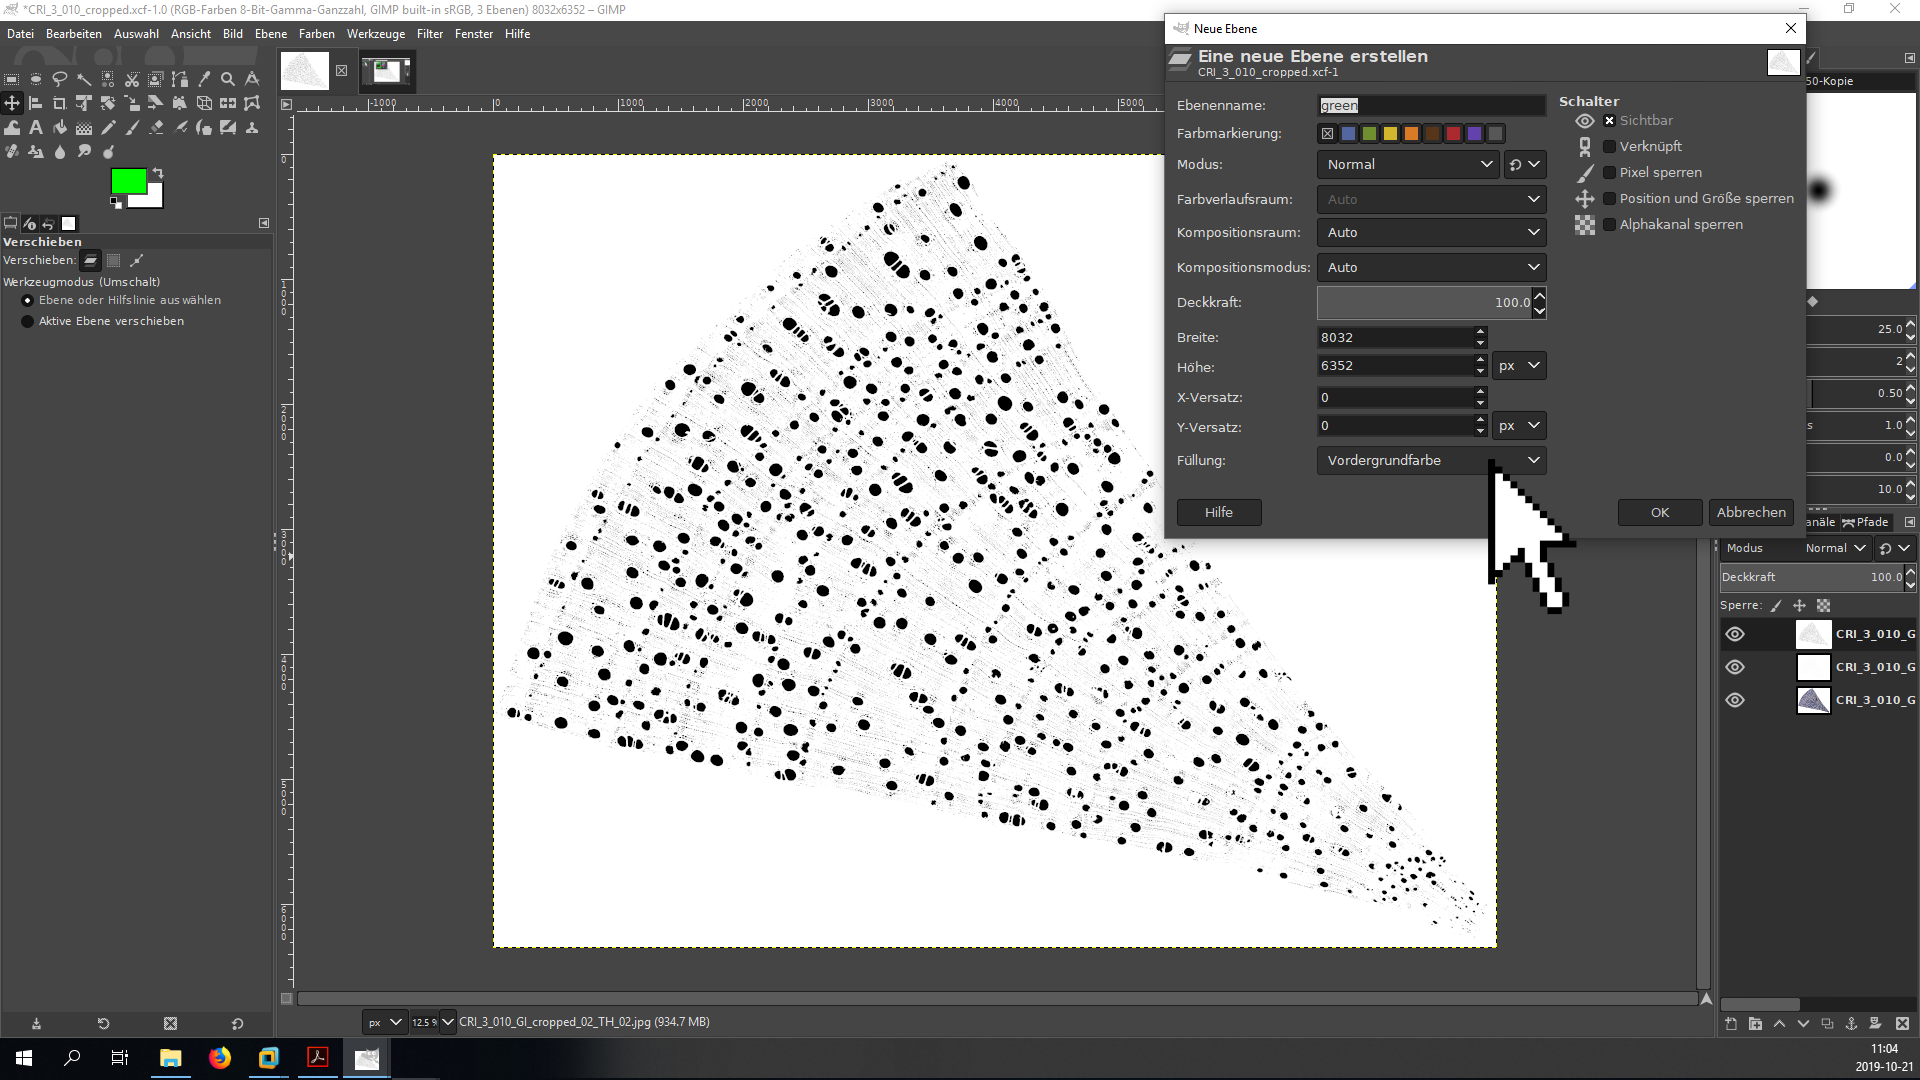 *CRI_3_010_cropped.xcf-1.0 (RGB-Farben 8-Bit-Gamma-Ganzzahl, GIMP built-in sRGB, 3 Ebenen) 8032x6352 – GIMP
Datei Bearbeiten Auswahl Ansicht Bild Ebene Farben Werkzeuge Filter Fenster Hilfe
-1000 0 1000 2000 3000 4000 5000
0
1000
2000
3000
4000
5000
6000
Verschieben
Verschieben:
Werkzeugmodus (Umschalt)
Ebene oder Hilfslinie auswählen
Aktive Ebene verschieben
Neue Ebene
Eine neue Ebene erstellen
CRI_3_010_cropped.xcf-1
Ebenenname: green
Farbmarkierung:
Modus: Normal
Farbverlaufsraum: Auto
Kompositionsraum: Auto
Kompositionsmodus: Auto
Deckkraft: 100.0
Breite: 8032
Höhe: 6352 px
X-Versatz: 0
Y-Versatz: 0 px
Füllung: Vordergrundfarbe
Schalter
Sichtbar
Verknüpft
Pixel sperren
Position und Größe sperren
Alphakanal sperren
Hilfe OK Abbrechen
50-Kopie
25.0
2
0.50
s 1.0
0.0
10.0
anäle Pfade
Modus Normal
Deckkraft 100.0
Sperre:
CRI_3_010_G
CRI_3_010_G
CRI_3_010_G
px 12.5 % CRI_3_010_GI_cropped_02_TH_02.jpg (934.7 MB)
11:04
2019-10-21